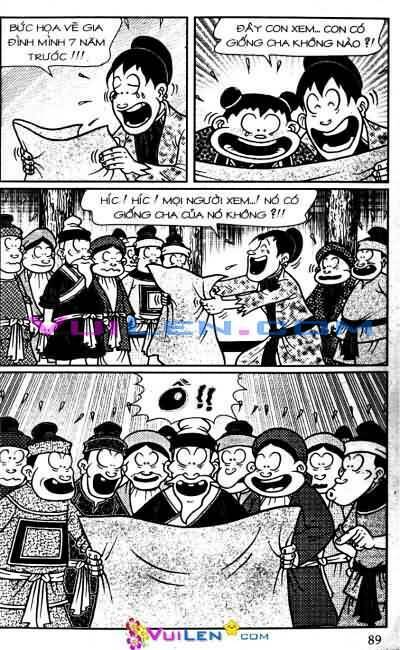 BỨC HỌA VỀ GIA
ĐÌNH MÌNH 7 NĂM
TRƯỚC !!!
ĐÂY CON XEM... CON CÓ
GIỐNG CHA KHÔNG NÀO ?!
HÍC ! HÍC ! MỌI NGƯỜI XEM...! NÓ CÓ
GIỐNG CHA CỦA NÓ KHÔNG ?!!
VUILEN.COM
Ồ !!
89
VUILEN.COM